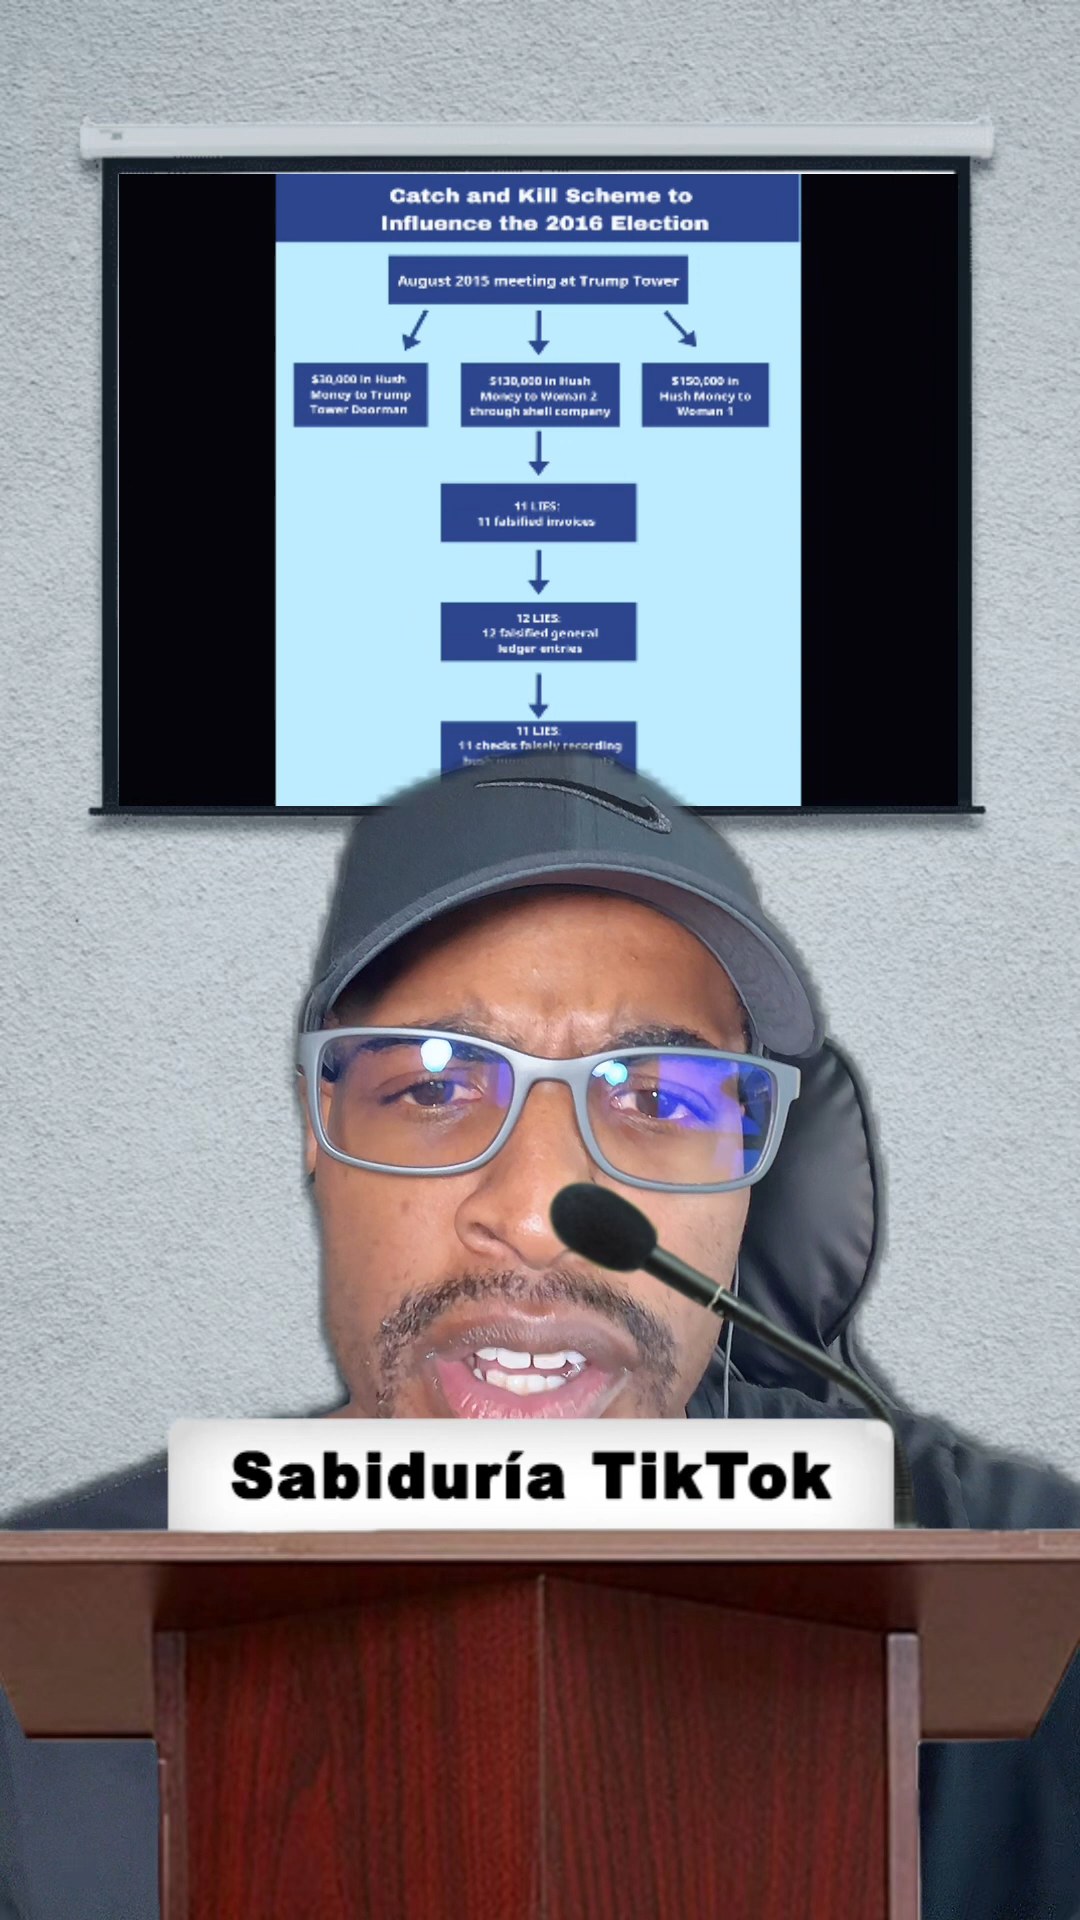 Catch and Kill Scheme to
Influence the 2016 Election
August 2015 meeting at Trump Tower
$30,000 in Hush
Money to Trump
Tower Doorman
$130,000 in Hush
Money to Woman 2
through shell company
$150,000 in
Hush Money to
Woman 1
11 LIES:
11 falsified invoices
12 LIES:
12 falsified general
ledger entries
11 LIES:
11 checks falsely recording
Sabiduría TikTok